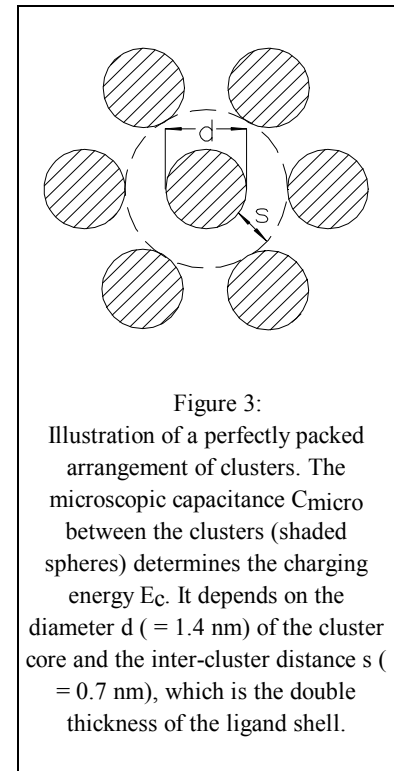 d
s
Figure 3:
Illustration of a perfectly packed
arrangement of clusters. The
microscopic capacitance Cmicro
between the clusters (shaded
spheres) determines the charging
energy Ec. It depends on the
diameter d ( = 1.4 nm) of the cluster
core and the inter-cluster distance s (
= 0.7 nm), which is the double
thickness of the ligand shell.